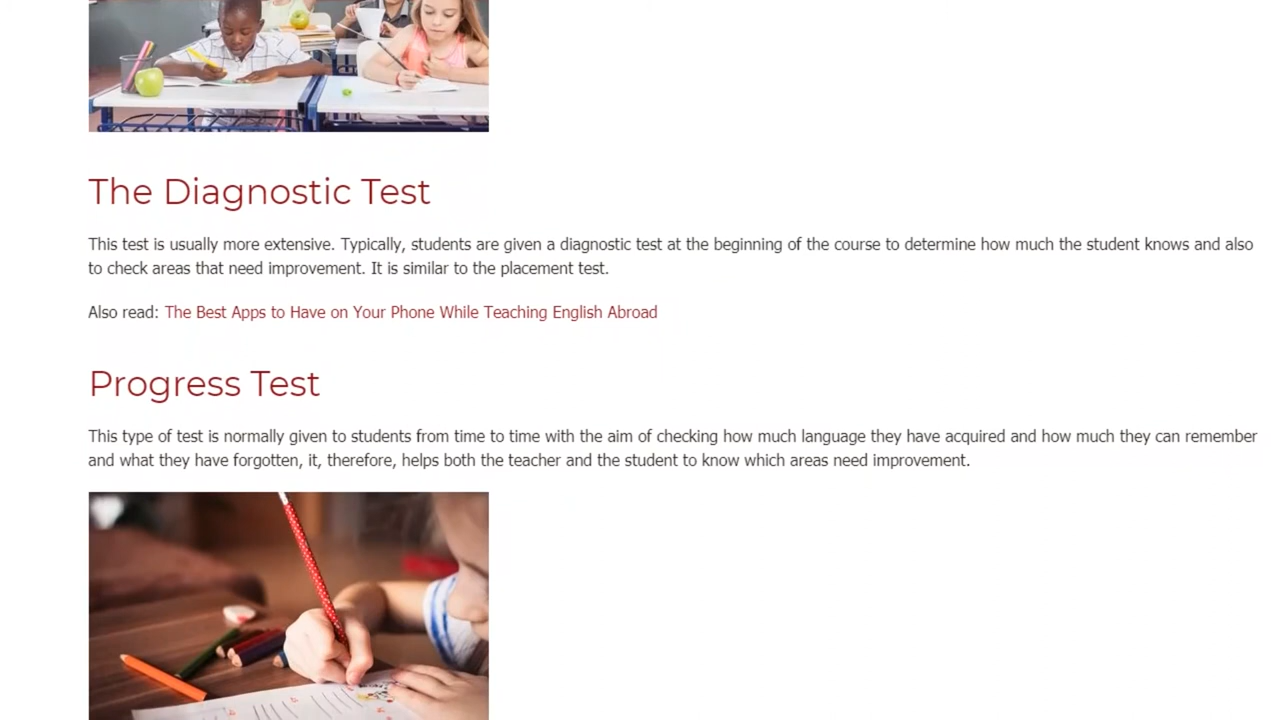 The Diagnostic Test
This test is usually more extensive. Typically, students are given a diagnostic test at the beginning of the course to determine how much the student knows and also
to check areas that need improvement. It is similar to the placement test.
Also read: The Best Apps to Have on Your Phone While Teaching English Abroad
Progress Test
This type of test is normally given to students from time to time with the aim of checking how much language they have acquired and how much they can remember
and what they have forgotten, it, therefore, helps both the teacher and the student to know which areas need improvement.